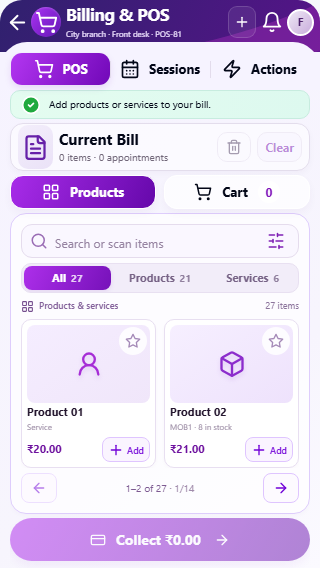 Billing & POS
City branch · Front desk · POS-81
F
POS
Sessions
Actions
Add products or services to your bill.
Current Bill
0 items · 0 appointments
Clear
Products
Cart 0
Search or scan items
All 27
Products 21
Services 6
Products & services
27 items
Product 01
Service
₹20.00
Add
Product 02
MOB1 · 8 in stock
₹21.00
Add
1–2 of 27 · 1/14
Collect ₹0.00